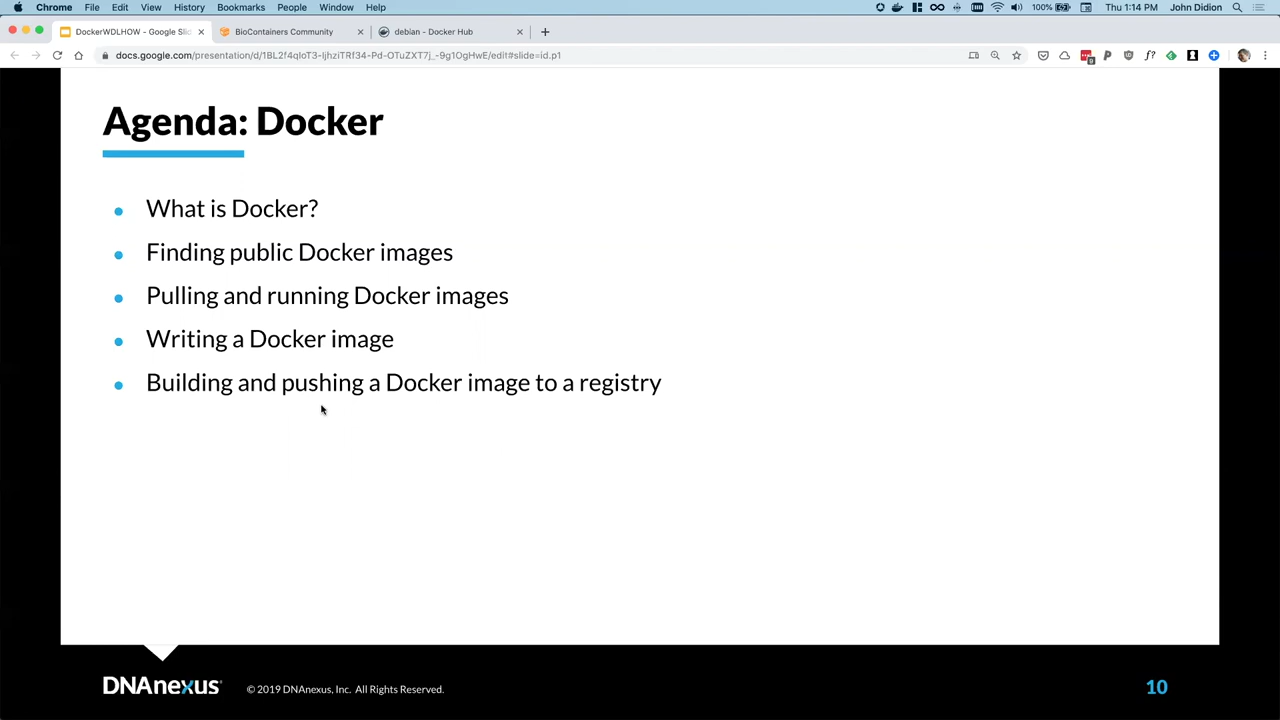 Chrome File Edit View History Bookmarks People Window Help 100% Thu 1:14 PM John Didion
DockerWDLHOW - Google Slid BioContainers Community debian - Docker Hub
docs.google.com/presentation/d/1BL2f4qIoT3-IjhziTRf34-Pd-OTuZXT7j_-9g1OgHwE/edit#slide=id.p1
Agenda: Docker
What is Docker?
Finding public Docker images
Pulling and running Docker images
Writing a Docker image
Building and pushing a Docker image to a registry
DNAnexus © 2019 DNAnexus, Inc. All Rights Reserved. 10